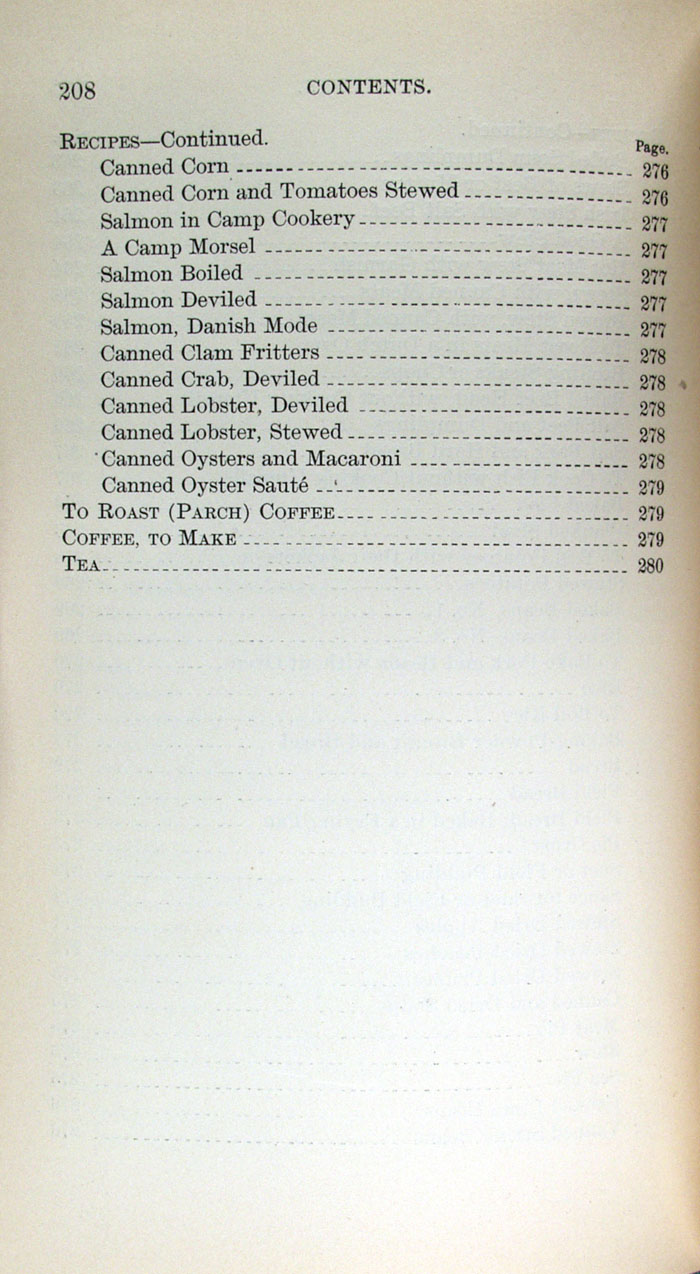 208 CONTENTS.
RECIPES—Continued. Page.
Canned Corn 276
Canned Corn and Tomatoes Stewed 276
Salmon in Camp Cookery 277
A Camp Morsel 277
Salmon Boiled 277
Salmon Deviled 277
Salmon, Danish Mode 277
Canned Clam Fritters 278
Canned Crab, Deviled 278
Canned Lobster, Deviled 278
Canned Lobster, Stewed 278
Canned Oysters and Macaroni 278
Canned Oyster Sauté 279
TO ROAST (PARCH) COFFEE 279
COFFEE, TO MAKE 279
TEA 280